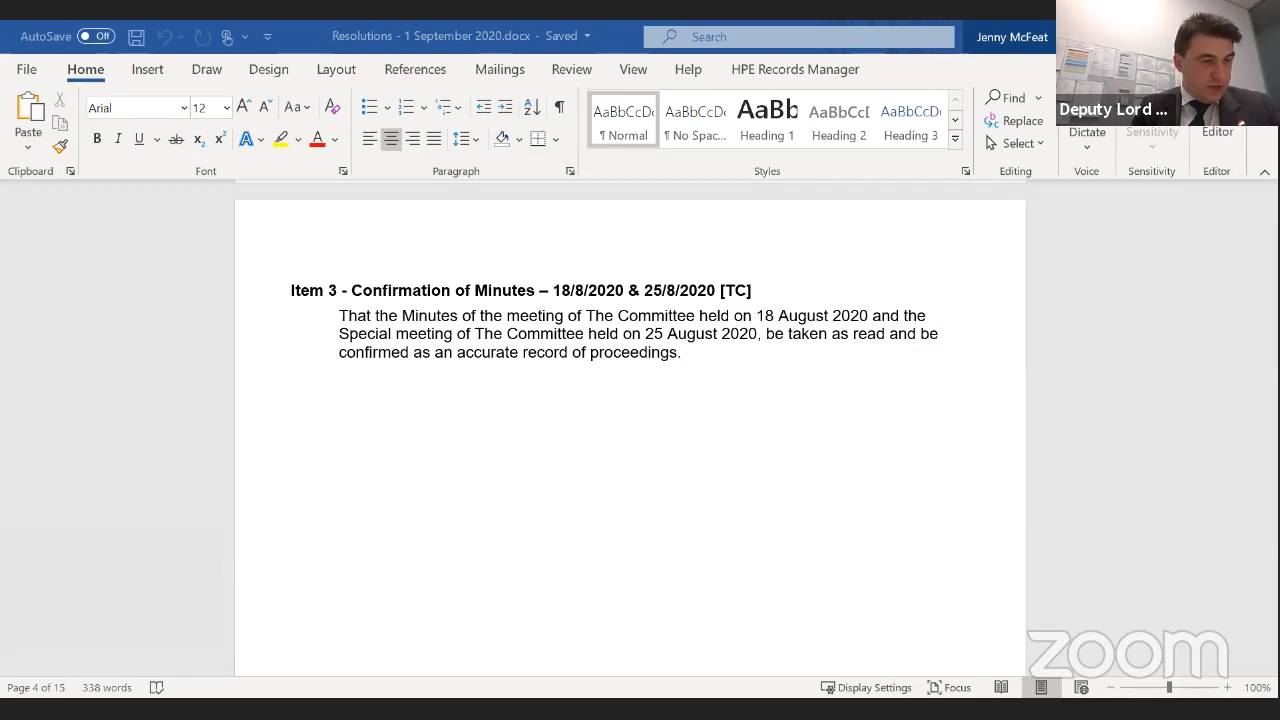 AutoSave Off Resolutions - 1 September 2020.docx - Saved Search Jenny McFeat
File Home Insert Draw Design Layout References Mailings Review View Help HPE Records Manager
Deputy Lord ...
Paste
Arial 12 A A Aa A
B I U ab x₂ x² A A
¶
AaBbCcDc AaBbCcDc AaBb AaBbCcD AaBbCcDc
¶ Normal ¶ No Spac... Heading 1 Heading 2 Heading 3
Find
Replace
Select
Dictate Sensitivity Editor
Clipboard Font Paragraph Styles Editing Voice Sensitivity Editor
Item 3 - Confirmation of Minutes – 18/8/2020 & 25/8/2020 [TC]
That the Minutes of the meeting of The Committee held on 18 August 2020 and the
Special meeting of The Committee held on 25 August 2020, be taken as read and be
confirmed as an accurate record of proceedings.
zoom
Page 4 of 15 338 words Display Settings Focus 100%